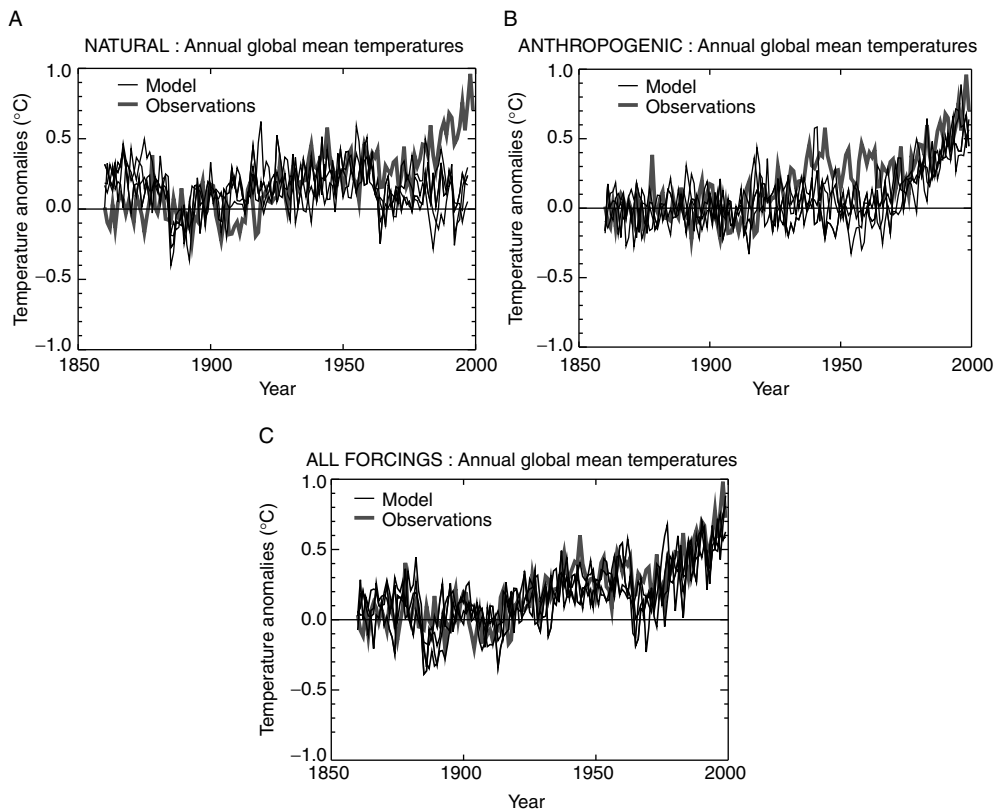 A
NATURAL : Annual global mean temperatures
1.0
0.5
0.0
−0.5
−1.0
Temperature anomalies (°C)
Model
Observations
1850
1900
1950
2000
Year
B
ANTHROPOGENIC : Annual global mean temperatures
1.0
0.5
0.0
−0.5
−1.0
Temperature anomalies (°C)
Model
Observations
1850
1900
1950
2000
Year
C
ALL FORCINGS : Annual global mean temperatures
1.0
0.5
0.0
−0.5
−1.0
Temperature anomalies (°C)
Model
Observations
1850
1900
1950
2000
Year